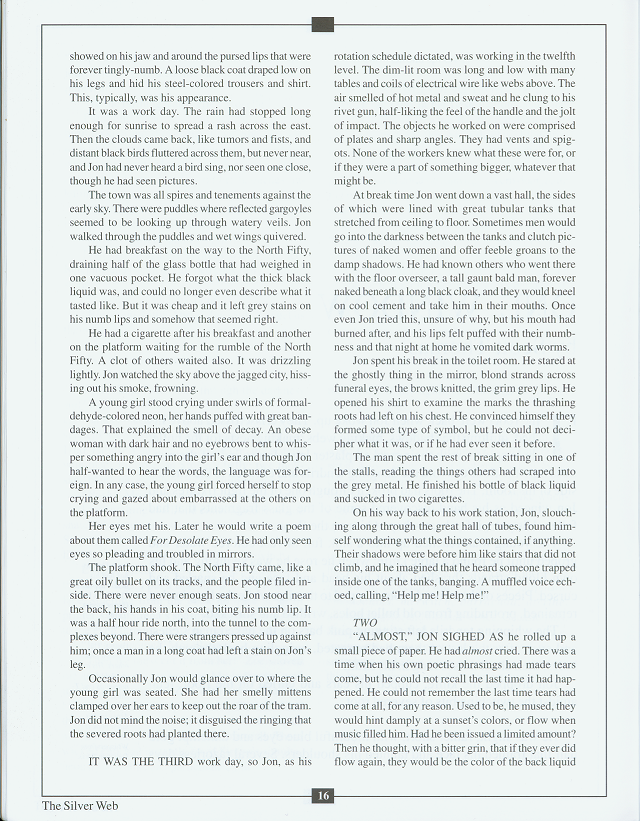 showed on his jaw and around the pursed lips that were
forever tingly-numb. A loose black coat draped low on
his legs and hid his steel-colored trousers and shirt.
This, typically, was his appearance.
It was a work day. The rain had stopped long
enough for sunrise to spread a rash across the east.
Then the clouds came back, like tumors and fists, and
distant black birds fluttered across them, but never near,
and Jon had never heard a bird sing, nor seen one close,
though he had seen pictures.
The town was all spires and tenements against the
early sky. There were puddles where reflected gargoyles
seemed to be looking up through watery veils. Jon
walked through the puddles and wet wings quivered.
He had breakfast on the way to the North Fifty,
draining half of the glass bottle that had weighed in
one vacuous pocket. He forgot what the thick black
liquid was, and could no longer even describe what it
tasted like. But it was cheap and it left grey stains on
his numb lips and somehow that seemed right.
He had a cigarette after his breakfast and another
on the platform waiting for the rumble of the North
Fifty. A clot of others waited also. It was drizzling
lightly. Jon watched the sky above the jagged city, hiss-
ing out his smoke, frowning.
A young girl stood crying under swirls of formal-
dehyde-colored neon, her hands puffed with great ban-
dages. That explained the smell of decay. An obese
woman with dark hair and no eyebrows bent to whis-
per something angry into the girl's ear and though Jon
half-wanted to hear the words, the language was for-
eign. In any case, the young girl forced herself to stop
crying and gazed about embarrassed at the others on
the platform.
Her eyes met his. Later he would write a poem
about them called For Desolate Eyes. He had only seen
eyes so pleading and troubled in mirrors.
The platform shook. The North Fifty came, like a
great oily bullet on its tracks, and the people filed in-
side. There were never enough seats. Jon stood near
the back, his hands in his coat, biting his numb lip. It
was a half hour ride north, into the tunnel to the com-
plexes beyond. There were strangers pressed up against
him; once a man in a long coat had left a stain on Jon's
leg.
Occasionally Jon would glance over to where the
young girl was seated. She had her smelly mittens
clamped over her ears to keep out the roar of the tram.
Jon did not mind the noise; it disguised the ringing that
the severed roots had planted there.
IT WAS THE THIRD work day, so Jon, as his
rotation schedule dictated, was working in the twelfth
level. The dim-lit room was long and low with many
tables and coils of electrical wire like webs above. The
air smelled of hot metal and sweat and he clung to his
rivet gun, half-liking the feel of the handle and the jolt
of impact. The objects he worked on were comprised
of plates and sharp angles. They had vents and spig-
ots. None of the workers knew what these were for, or
if they were a part of something bigger, whatever that
might be.
At break time Jon went down a vast hall, the sides
of which were lined with great tubular tanks that
stretched from ceiling to floor. Sometimes men would
go into the darkness between the tanks and clutch pic-
tures of naked women and offer feeble groans to the
damp shadows. He had known others who went there
with the floor overseer, a tall gaunt bald man, forever
naked beneath a long black cloak, and they would kneel
on cool cement and take him in their mouths. Once
even Jon tried this, unsure of why, but his mouth had
burned after, and his lips felt puffed with their numb-
ness and that night at home he vomited dark worms.
Jon spent his break in the toilet room. He stared at
the ghostly thing in the mirror, blond strands across
funeral eyes, the brows knitted, the grim grey lips. He
opened his shirt to examine the marks the thrashing
roots had left on his chest. He convinced himself they
formed some type of symbol, but he could not deci-
pher what it was, or if he had ever seen it before.
The man spent the rest of break sitting in one of
the stalls, reading the things others had scraped into
the grey metal. He finished his bottle of black liquid
and sucked in two cigarettes.
On his way back to his work station, Jon, slouch-
ing along through the great hall of tubes, found him-
self wondering what the things contained, if anything.
Their shadows were before him like stairs that did not
climb, and he imagined that he heard someone trapped
inside one of the tanks, banging. A muffled voice ech-
oed, calling, "Help me! Help me!"
TWO
"ALMOST," JON SIGHED AS he rolled up a
small piece of paper. He had almost cried. There was a
time when his own poetic phrasings had made tears
come, but he could not recall the last time it had hap-
pened. He could not remember the last time tears had
come at all, for any reason. Used to be, he mused, they
would hint damply at a sunset's colors, or flow when
music filled him. Had he been issued a limited amount?
Then he thought, with a bitter grin, that if they ever did
flow again, they would be the color of the back liquid
16
The Silver Web